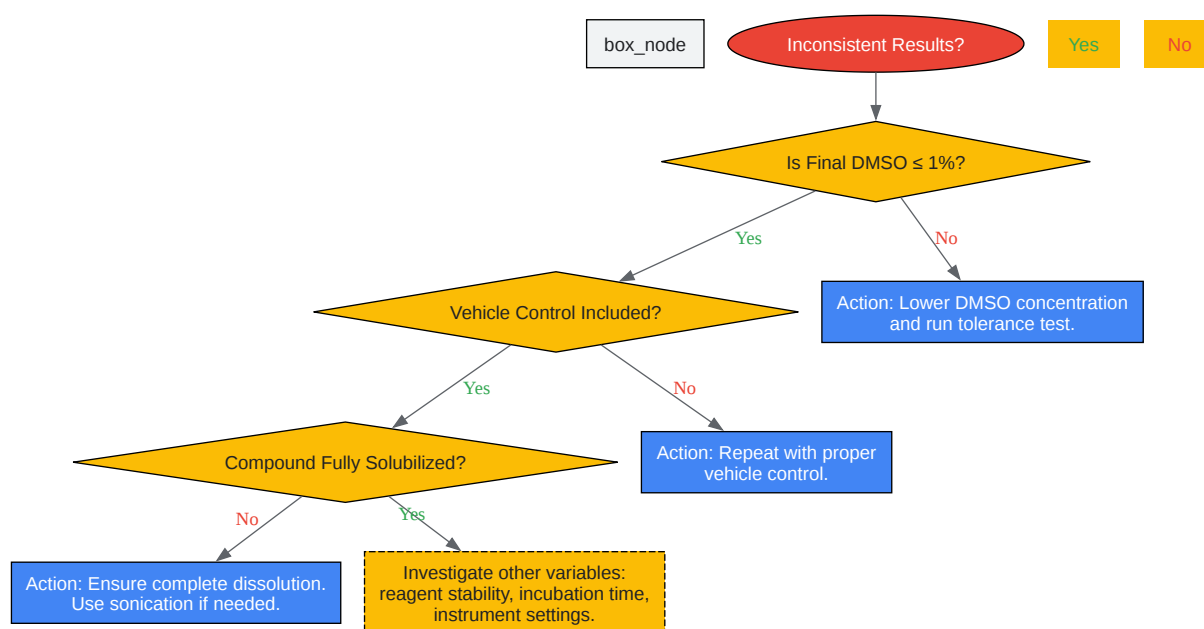 box_node
Inconsistent Results?
Yes
No
Is Final DMSO ≤ 1%?
Yes
No
Vehicle Control Included?
Action: Lower DMSO concentration
and run tolerance test.
Yes
No
Compound Fully Solubilized?
Action: Repeat with proper
vehicle control.
No
Yes
Action: Ensure complete dissolution.
Use sonication if needed.
Investigate other variables:
reagent stability, incubation time,
instrument settings.